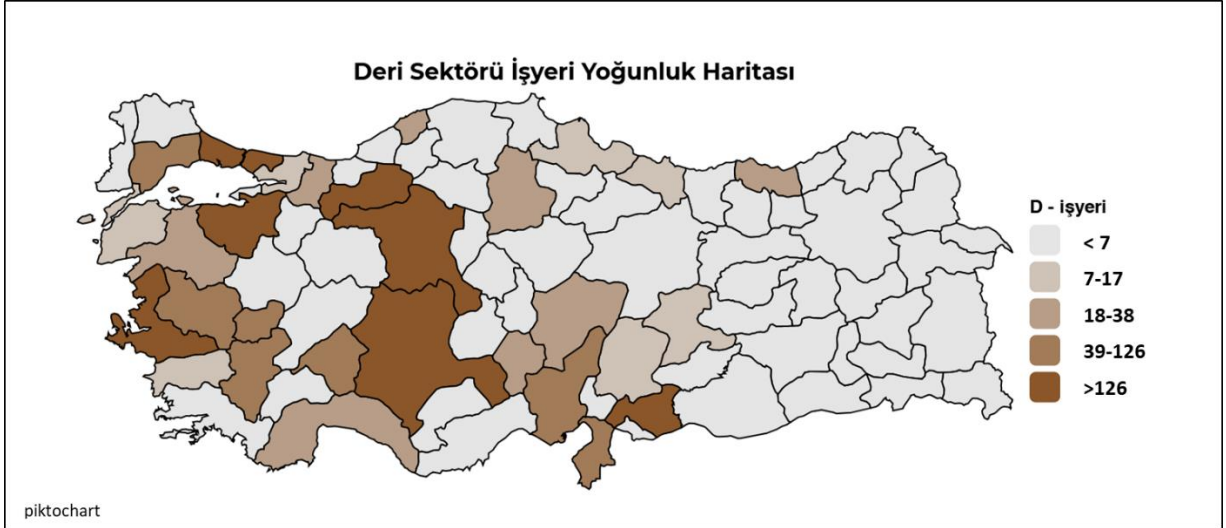 Deri Sektörü İşyeri Yoğunluk Haritası
D - işyeri
< 7
7-17
18-38
39-126
>126
piktochart